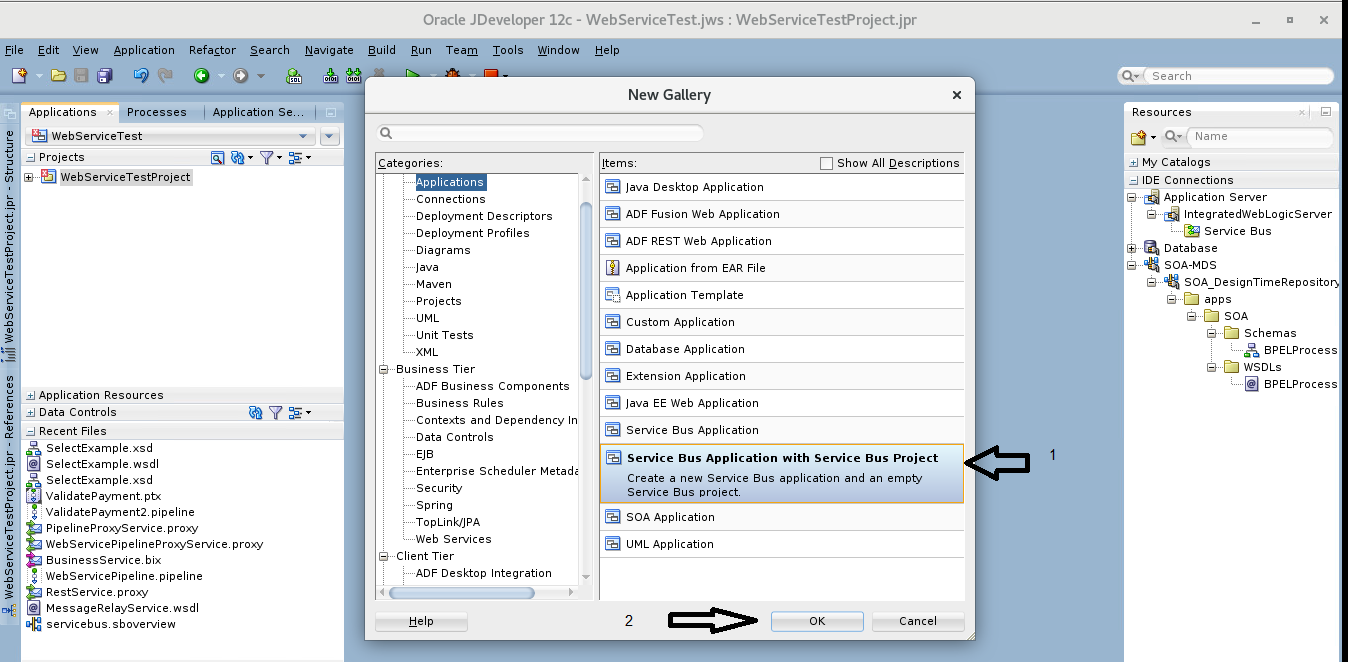 Oracle JDeveloper 12c - WebServiceTest.jws : WebServiceTestProject.jpr
File Edit View Application Refactor Search Navigate Build Run Team Tools Window Help
Search
WebServiceTestProject.jpr - Structure
WebServiceTestProject.jpr - References
Applications Processes Application Se...
WebServiceTest
Projects
WebServiceTestProject
Application Resources
Data Controls
Recent Files
SelectExample.xsd
SelectExample.wsdl
SelectExample.xsd
ValidatePayment.ptx
ValidatePayment2.pipeline
PipelineProxyService.proxy
WebServicePipelineProxyService.proxy
BusinessService.bix
WebServicePipeline.pipeline
RestService.proxy
MessageRelayService.wsdl
servicebus.sboverview
New Gallery
Categories:
Applications
Connections
Deployment Descriptors
Deployment Profiles
Diagrams
Java
Maven
Projects
UML
Unit Tests
XML
Business Tier
ADF Business Components
Business Rules
Contexts and Dependency In
Data Controls
EJB
Enterprise Scheduler Metada
Security
Spring
TopLink/JPA
Web Services
Client Tier
ADF Desktop Integration
Items:
Show All Descriptions
Java Desktop Application
ADF Fusion Web Application
ADF REST Web Application
Application from EAR File
Application Template
Custom Application
Database Application
Extension Application
Java EE Web Application
Service Bus Application
Service Bus Application with Service Bus Project
Create a new Service Bus application and an empty
Service Bus project.
1
SOA Application
UML Application
Help
2
OK
Cancel
Resources
Name
My Catalogs
IDE Connections
Application Server
IntegratedWebLogicServer
Service Bus
Database
SOA-MDS
SOA_DesignTimeRepository
apps
SOA
Schemas
BPELProcess
WSDLs
BPELProcess